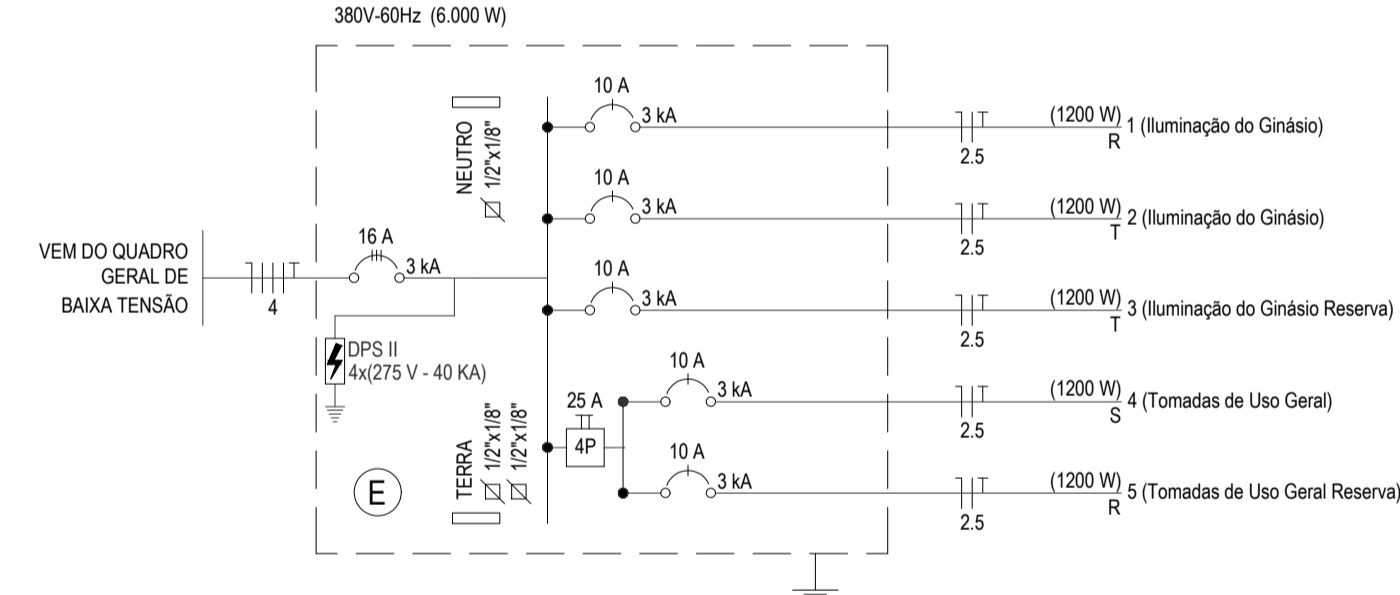 380V-60Hz (6.000 W)
VEM DO QUADRO
GERAL DE
BAIXA TENSÃO
4
16 A
3 kA
DPS II
4x(275 V - 40 KA)
E
NEUTRO
1/2"x1/8"
TERRA
1/2"x1/8"
1/2"x1/8"
10 A
3 kA
2.5
(1200 W)
R
1 (Iluminação do Ginásio)
10 A
3 kA
2.5
(1200 W)
T
2 (Iluminação do Ginásio)
10 A
3 kA
2.5
(1200 W)
T
3 (Iluminação do Ginásio Reserva)
25 A
4P
10 A
3 kA
2.5
(1200 W)
S
4 (Tomadas de Uso Geral)
10 A
3 kA
2.5
(1200 W)
R
5 (Tomadas de Uso Geral Reserva)